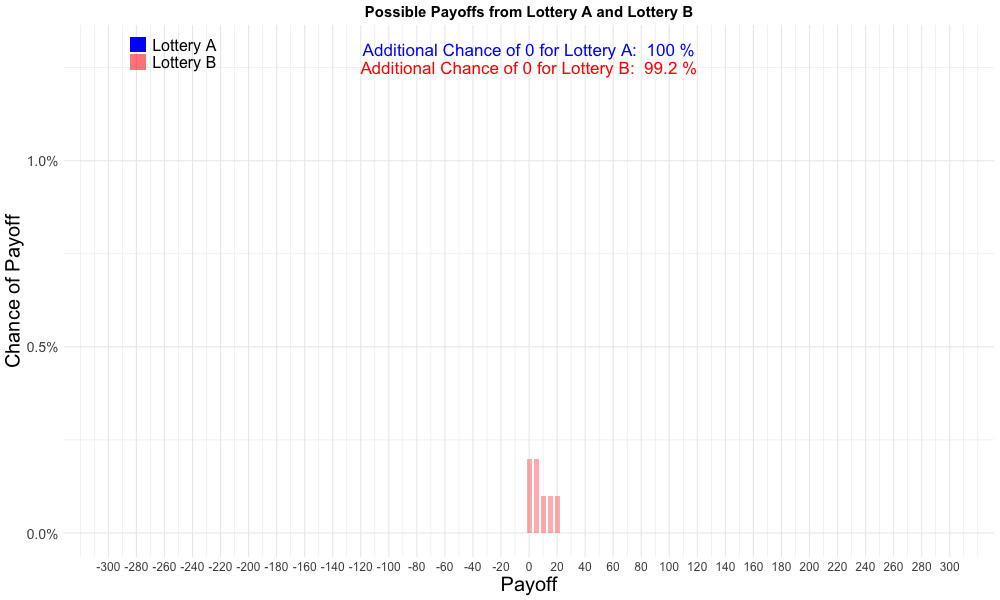 Possible Payoffs from Lottery A and Lottery B
Lottery A
Lottery B
Additional Chance of 0 for Lottery A:  100 %
Additional Chance of 0 for Lottery B:  99.2 %
Chance of Payoff
1.0%
0.5%
0.0%
-300 -280 -260 -240 -220 -200 -180 -160 -140 -120 -100 -80 -60 -40 -20 0 20 40 60 80 100 120 140 160 180 200 220 240 260 280 300
Payoff